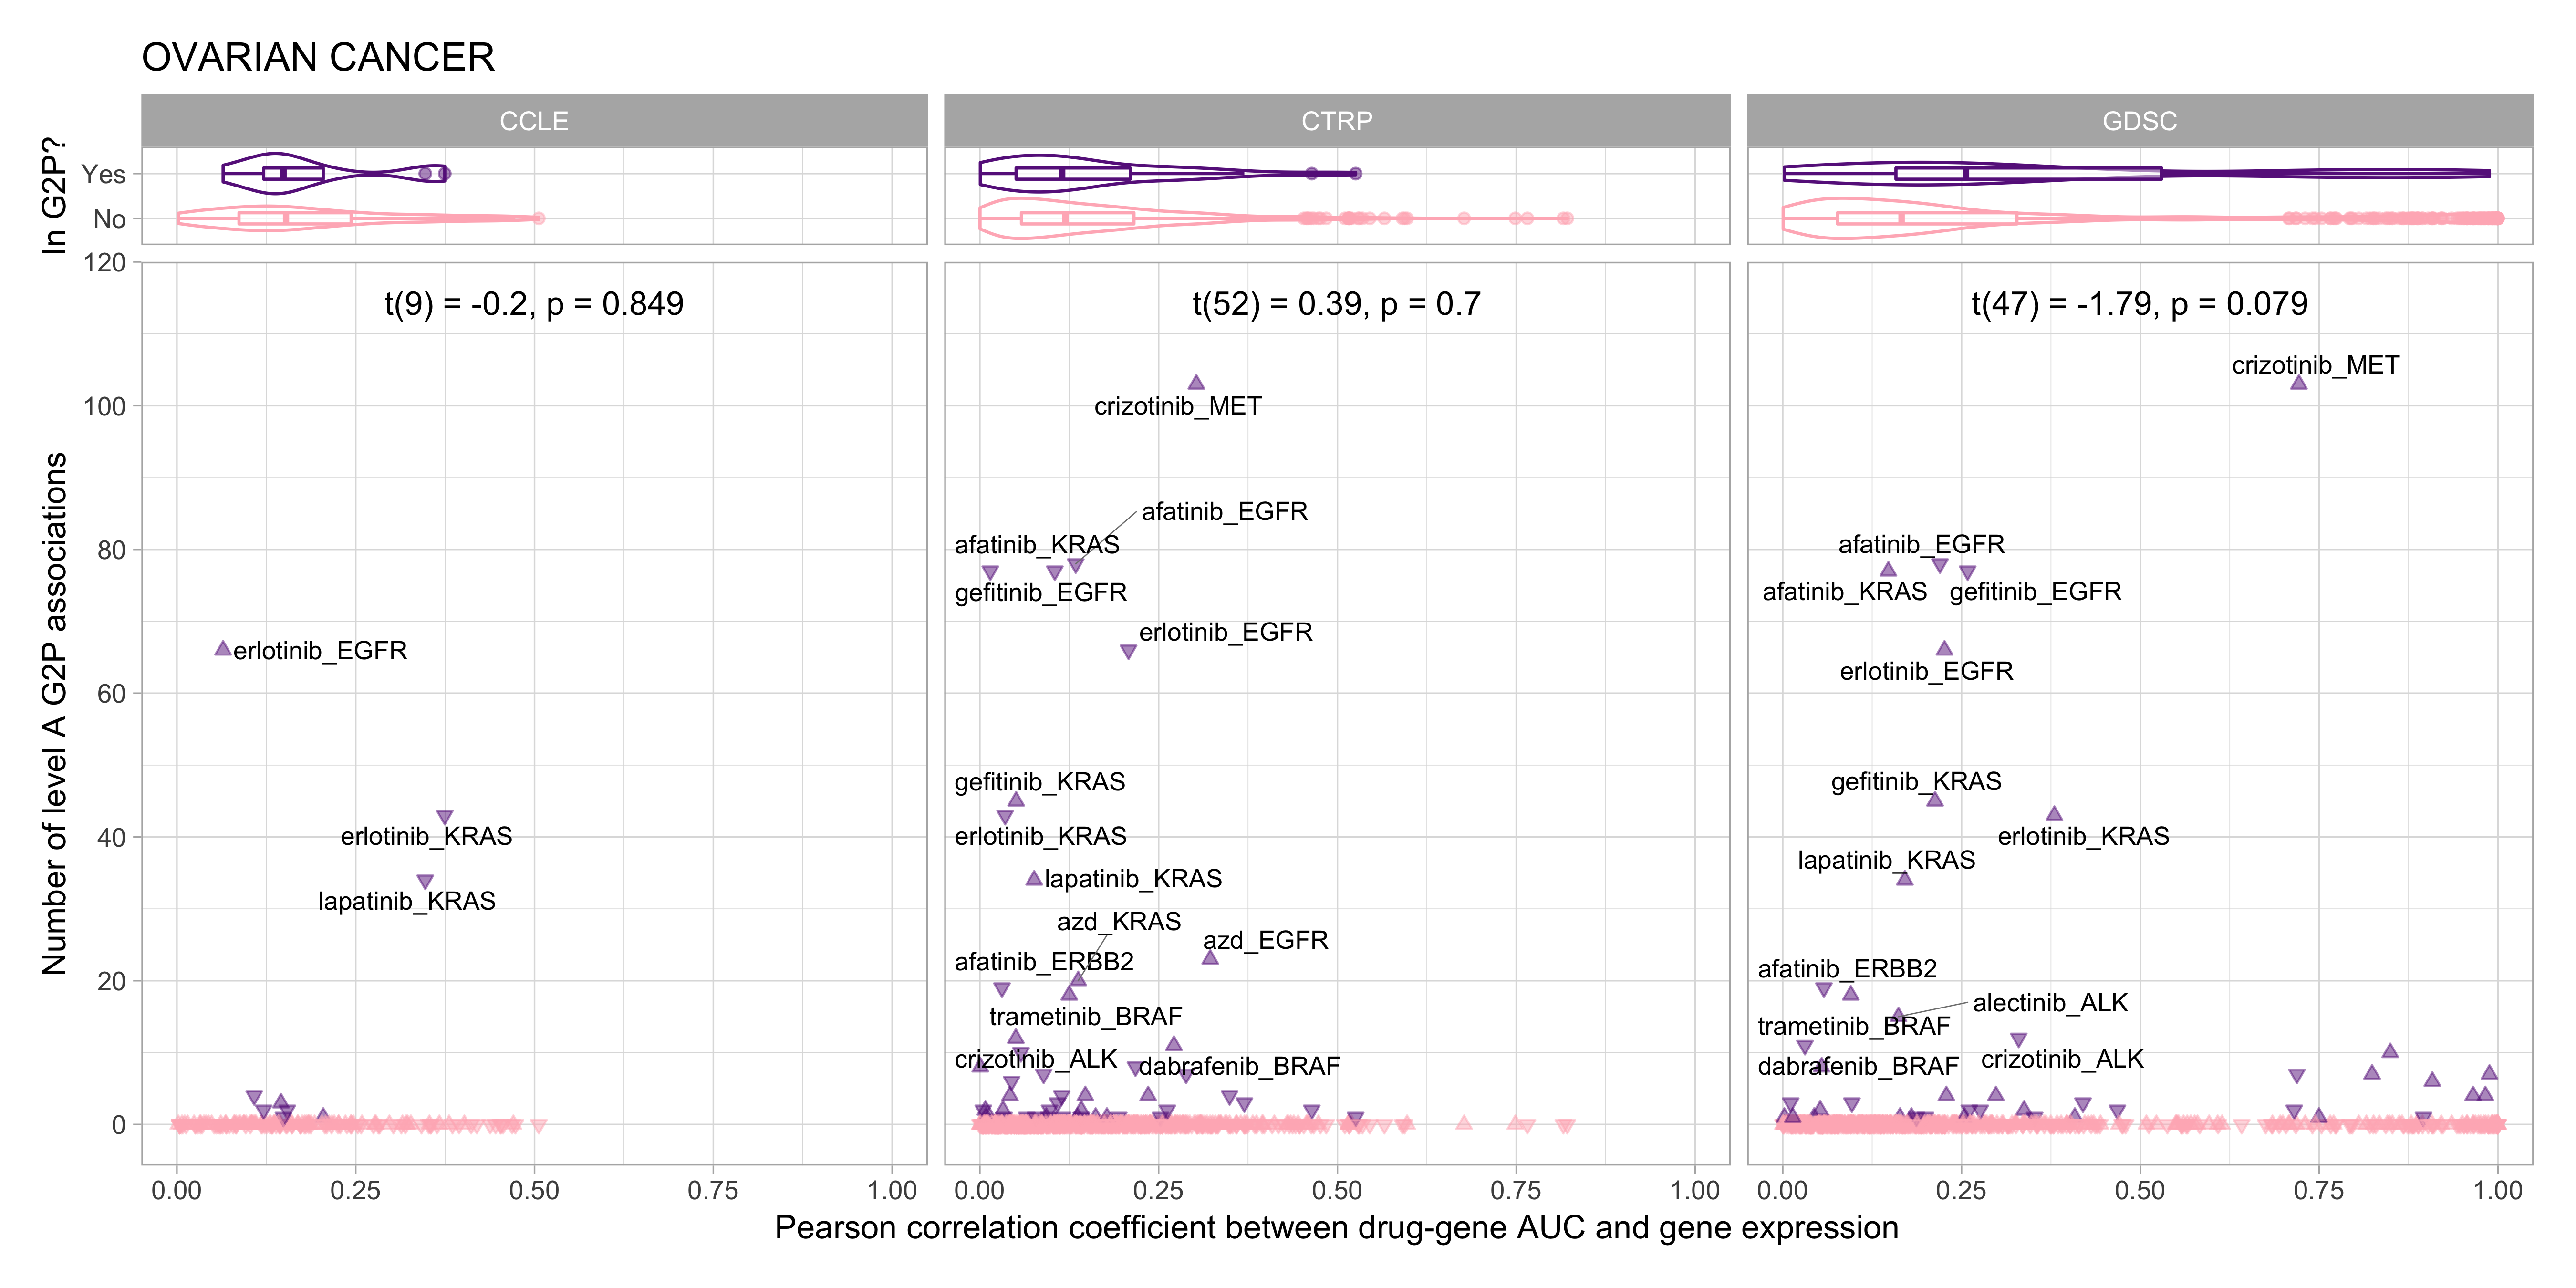 OVARIAN CANCER
CCLE
CTRP
GDSC
In G2P?
Yes
No
Number of level A G2P associations
120
100
80
60
40
20
0
t(9) = -0.2, p = 0.849
erlotinib_EGFR
erlotinib_KRAS
lapatinib_KRAS
t(52) = 0.39, p = 0.7
crizotinib_MET
afatinib_EGFR
afatinib_KRAS
gefitinib_EGFR
erlotinib_EGFR
gefitinib_KRAS
erlotinib_KRAS
lapatinib_KRAS
azd_KRAS
azd_EGFR
afatinib_ERBB2
trametinib_BRAF
crizotinib_ALK
dabrafenib_BRAF
t(47) = -1.79, p = 0.079
crizotinib_MET
afatinib_EGFR
afatinib_KRAS
gefitinib_EGFR
erlotinib_EGFR
gefitinib_KRAS
erlotinib_KRAS
lapatinib_KRAS
afatinib_ERBB2
alectinib_ALK
trametinib_BRAF
crizotinib_ALK
dabrafenib_BRAF
0.00 0.25 0.50 0.75 1.00
0.00 0.25 0.50 0.75 1.00
0.00 0.25 0.50 0.75 1.00
Pearson correlation coefficient between drug-gene AUC and gene expression